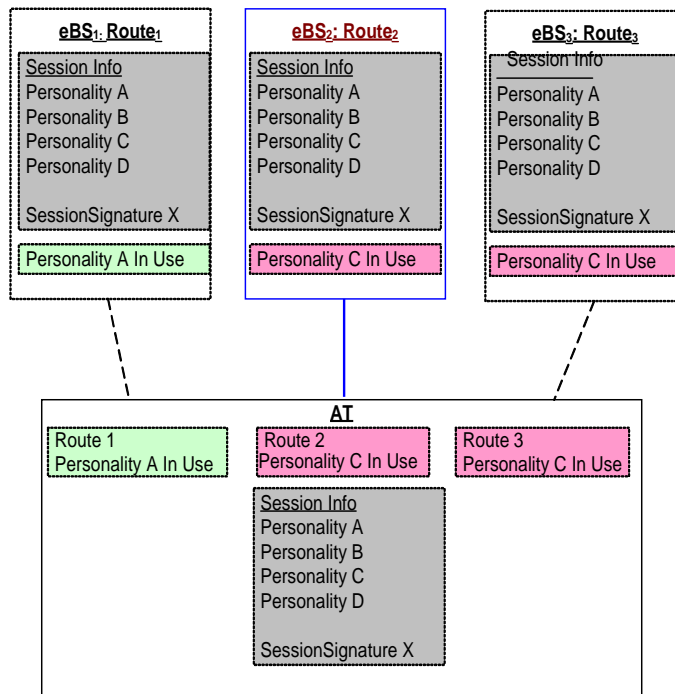 eBS1: Route1
Session Info
Personality A
Personality B
Personality C
Personality D
SessionSignature X
Personality A In Use
eBS2: Route2
Session Info
Personality A
Personality B
Personality C
Personality D
SessionSignature X
Personality C In Use
eBS3: Route3
Session Info
Personality A
Personality B
Personality C
Personality D
SessionSignature X
Personality C In Use
AT
Route 1
Personality A In Use
Route 2
Personality C In Use
Route 3
Personality C In Use
Session Info
Personality A
Personality B
Personality C
Personality D
SessionSignature X